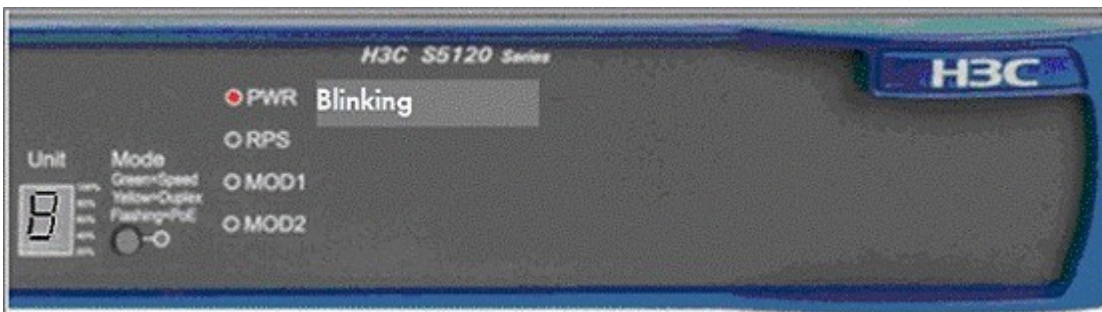 H3C S5120 Series
H3C
PWR Blinking
RPS
MOD1
MOD2
Unit
Mode
Green=Speed
Yellow=Duplex
Flashing=PoE